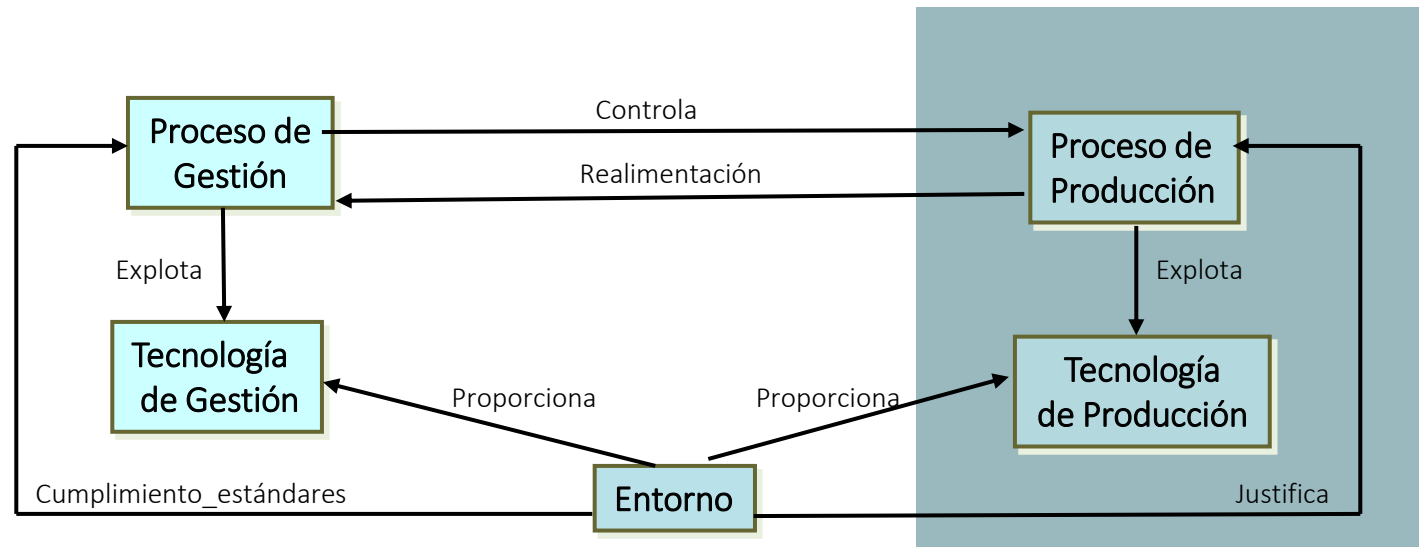 Controla
Proceso de
Gestión
Proceso de
Producción
Realimentación
Explota
Explota
Tecnología
de Gestión
Tecnología
de Producción
Proporciona
Proporciona
Cumplimiento_estándares
Entorno
Justifica